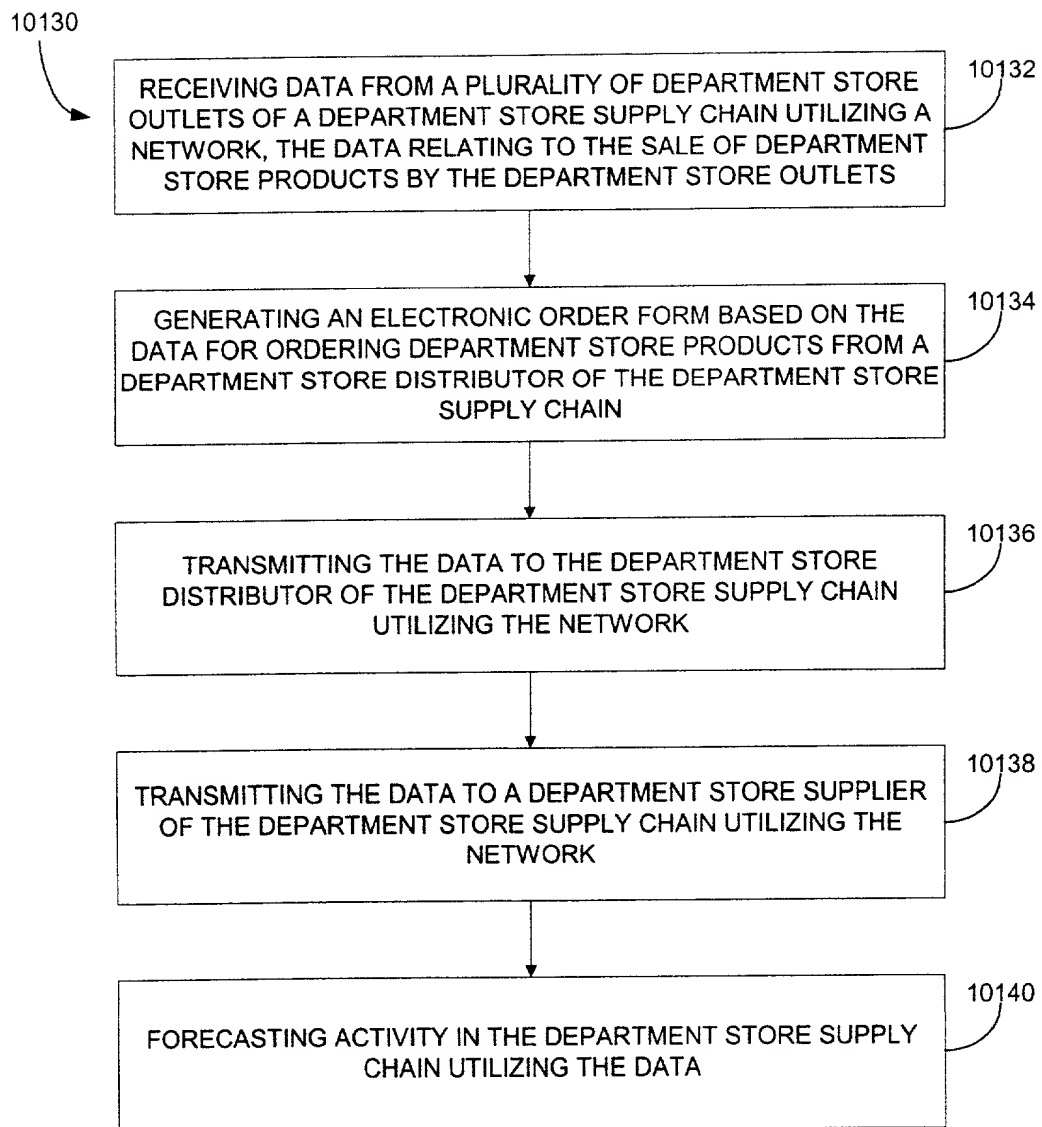 10130
10132
RECEIVING DATA FROM A PLURALITY OF DEPARTMENT STORE
OUTLETS OF A DEPARTMENT STORE SUPPLY CHAIN UTILIZING A
NETWORK, THE DATA RELATING TO THE SALE OF DEPARTMENT
STORE PRODUCTS BY THE DEPARTMENT STORE OUTLETS
10134
GENERATING AN ELECTRONIC ORDER FORM BASED ON THE
DATA FOR ORDERING DEPARTMENT STORE PRODUCTS FROM A
DEPARTMENT STORE DISTRIBUTOR OF THE DEPARTMENT STORE
SUPPLY CHAIN
10136
TRANSMITTING THE DATA TO THE DEPARTMENT STORE
DISTRIBUTOR OF THE DEPARTMENT STORE SUPPLY CHAIN
UTILIZING THE NETWORK
10138
TRANSMITTING THE DATA TO A DEPARTMENT STORE SUPPLIER
OF THE DEPARTMENT STORE SUPPLY CHAIN UTILIZING THE
NETWORK
10140
FORECASTING ACTIVITY IN THE DEPARTMENT STORE SUPPLY
CHAIN UTILIZING THE DATA